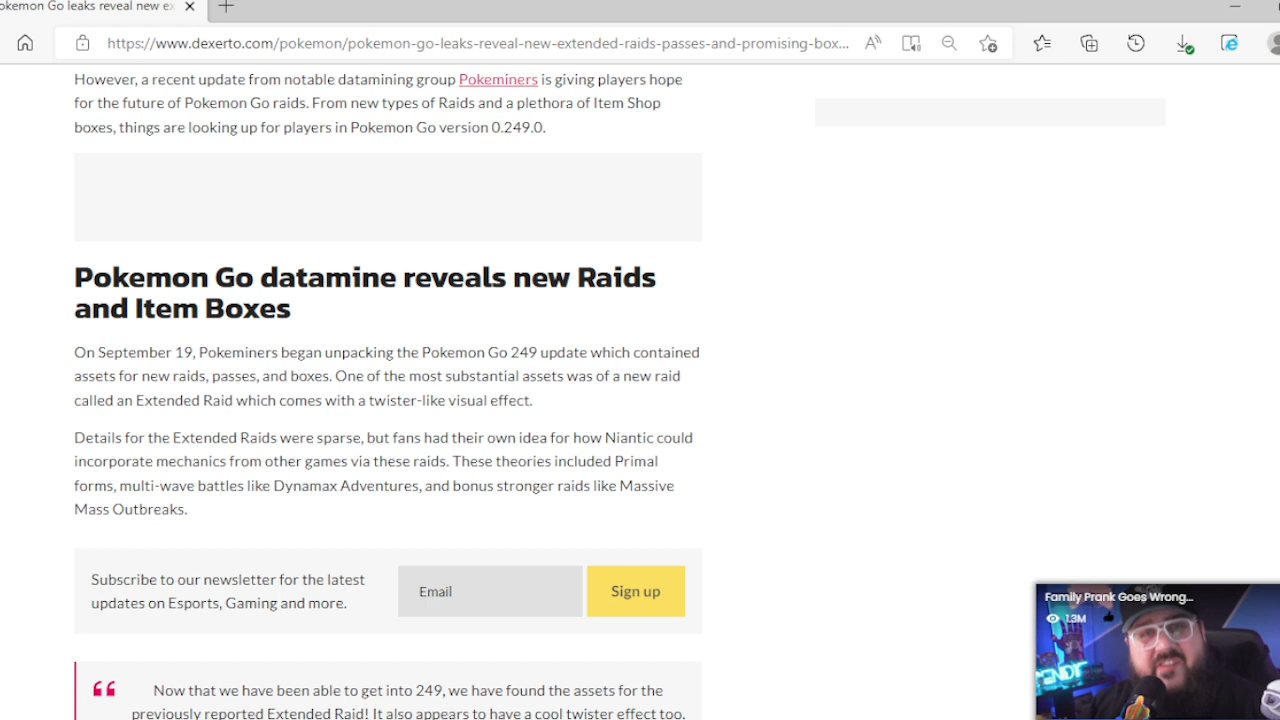 okemon Go leaks reveal new ex
https://www.dexerto.com/pokemon/pokemon-go-leaks-reveal-new-extended-raids-passes-and-promising-box...
However, a recent update from notable datamining group Pokeminers is giving players hope
for the future of Pokemon Go raids. From new types of Raids and a plethora of Item Shop
boxes, things are looking up for players in Pokemon Go version 0.249.0.
Pokemon Go datamine reveals new Raids
and Item Boxes
On September 19, Pokeminers began unpacking the Pokemon Go 249 update which contained
assets for new raids, passes, and boxes. One of the most substantial assets was of a new raid
called an Extended Raid which comes with a twister-like visual effect.
Details for the Extended Raids were sparse, but fans had their own idea for how Niantic could
incorporate mechanics from other games via these raids. These theories included Primal
forms, multi-wave battles like Dynamax Adventures, and bonus stronger raids like Massive
Mass Outbreaks.
Subscribe to our newsletter for the latest
updates on Esports, Gaming and more.
Email
Sign up
Family Prank Goes Wrong...
1.3M
Now that we have been able to get into 249, we have found the assets for the
previously reported Extended Raid! It also appears to have a cool twister effect too.